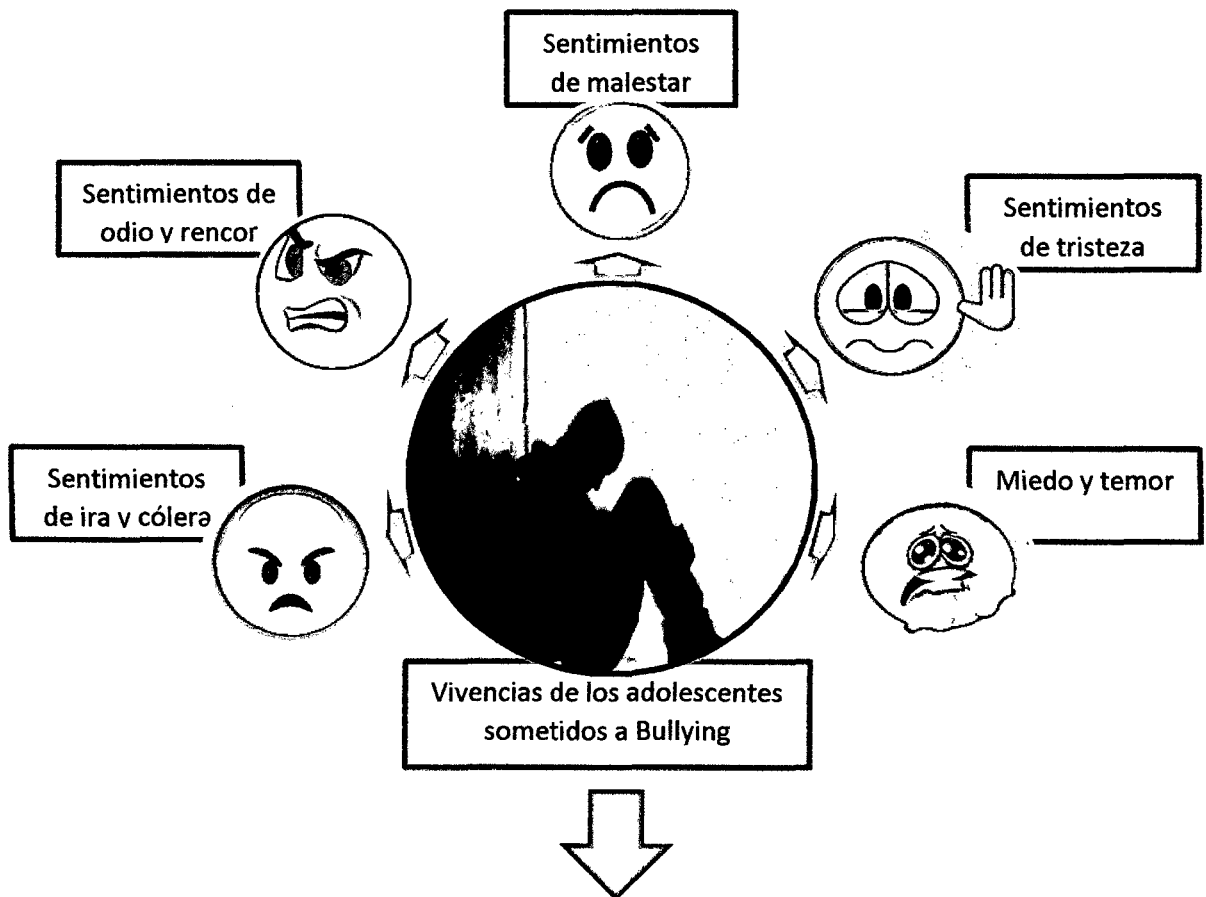 Sentimientos
de malestar
Sentimientos de
odio y rencor
Sentimientos
de tristeza
Sentimientos
de ira y cólera
Miedo y temor
Vivencias de los adolescentes
sometidos a Bullying